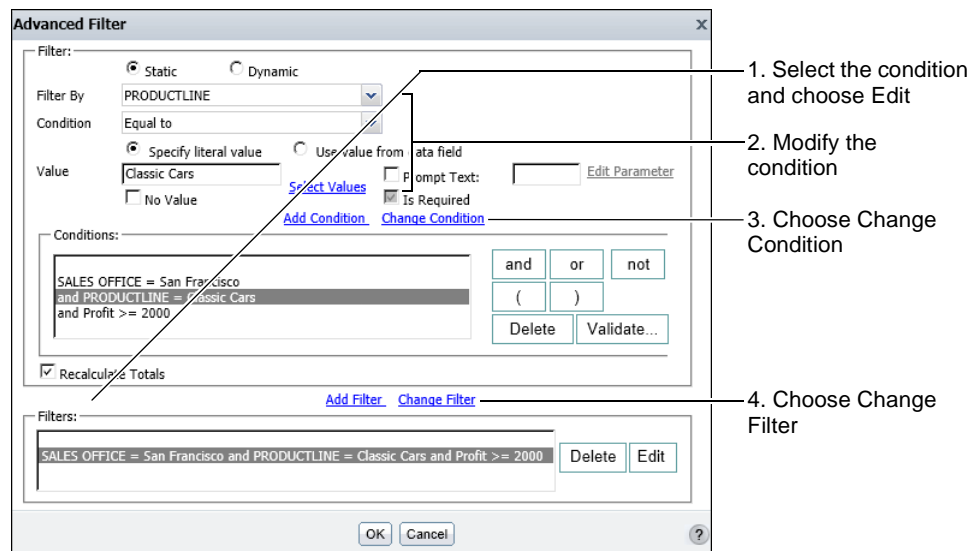 Advanced Filter x
Filter:
Static Dynamic
Filter By PRODUCTLINE
Condition Equal to
Specify literal value Use value from data field
Value Classic Cars Select Values Prompt Text: Edit Parameter
No Value Is Required
Add Condition Change Condition
Conditions:
SALES OFFICE = San Francisco
and PRODUCTLINE = Classic Cars
and Profit >= 2000
and or not
( )
Delete Validate...
Recalculate Totals
Add Filter Change Filter
Filters:
SALES OFFICE = San Francisco and PRODUCTLINE = Classic Cars and Profit >= 2000
Delete Edit
OK Cancel ?
1. Select the condition
and choose Edit
2. Modify the
condition
3. Choose Change
Condition
4. Choose Change
Filter